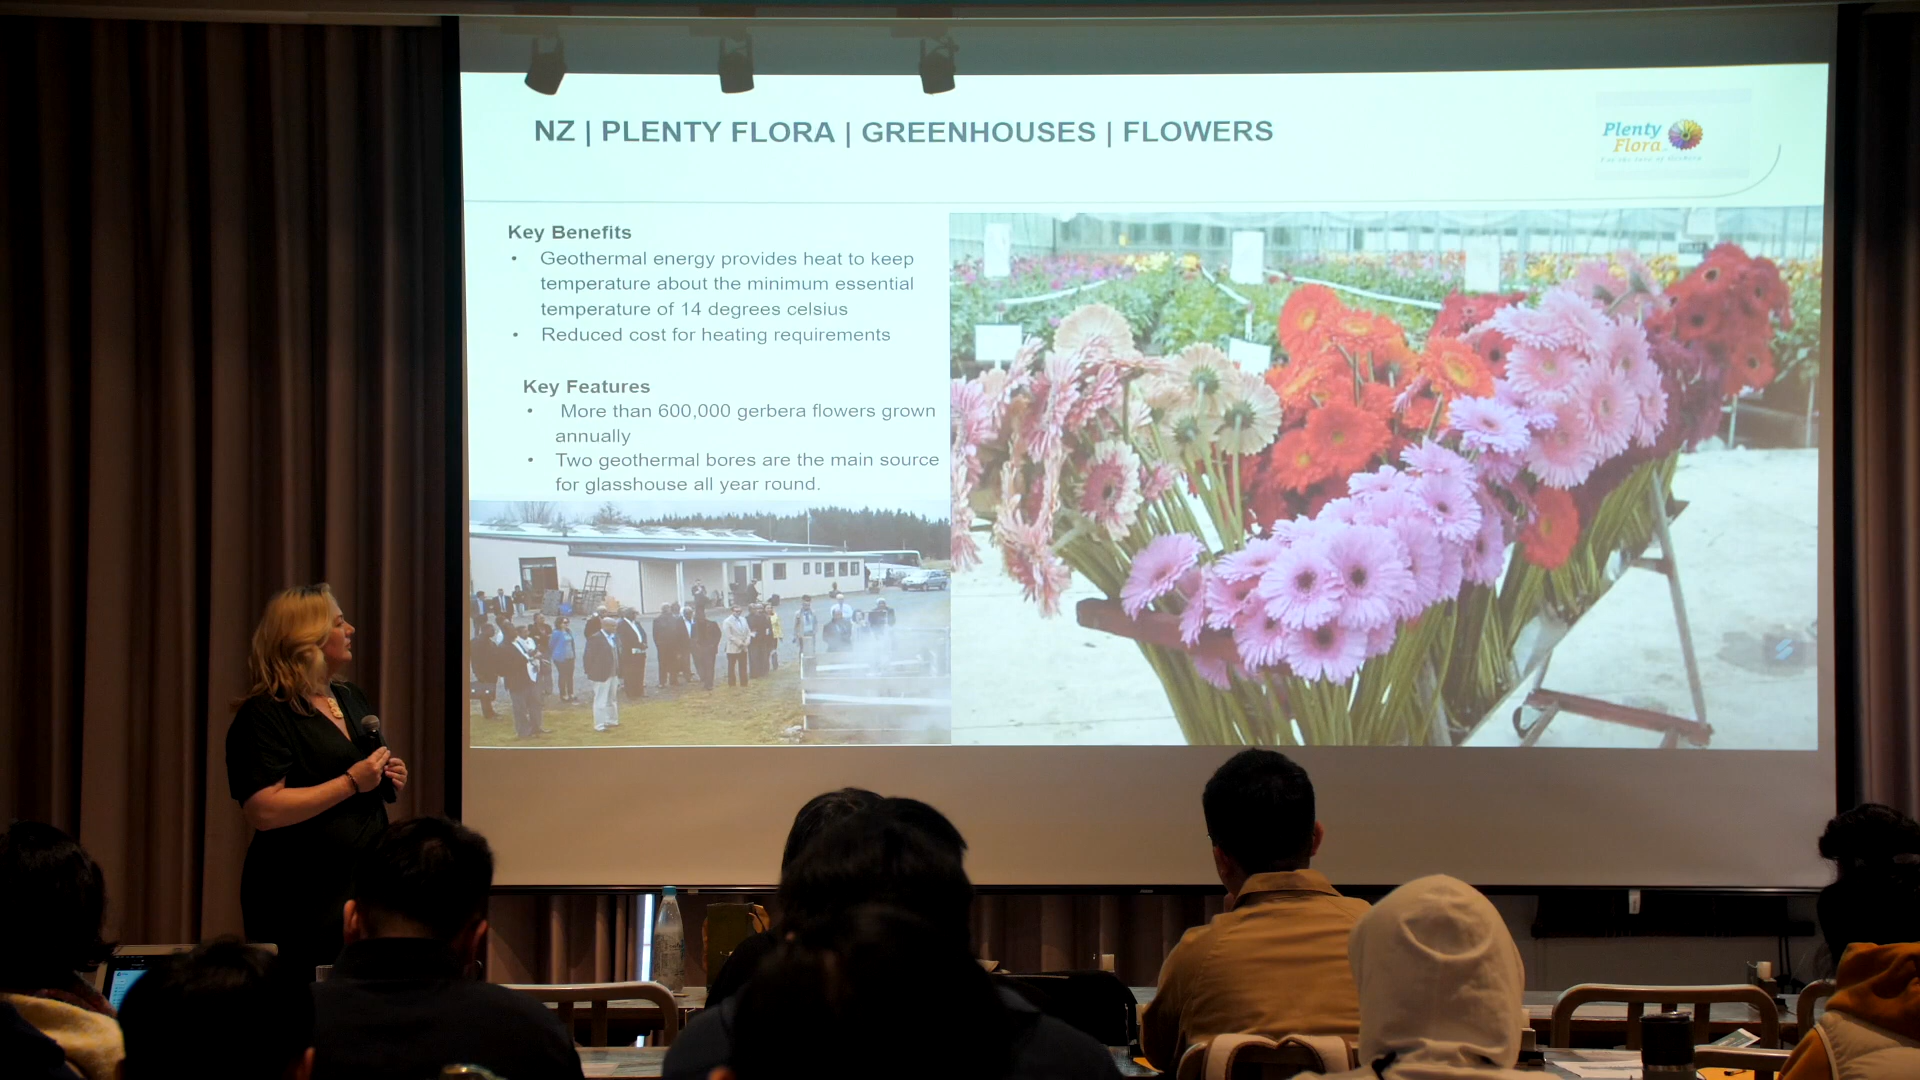 NZ | PLENTY FLORA | GREENHOUSES | FLOWERS
Plenty
Flora
Key Benefits
• Geothermal energy provides heat to keep
temperature about the minimum essential
temperature of 14 degrees celsius
• Reduced cost for heating requirements
Key Features
• More than 600,000 gerbera flowers grown
annually
• Two geothermal bores are the main source
for glasshouse all year round.